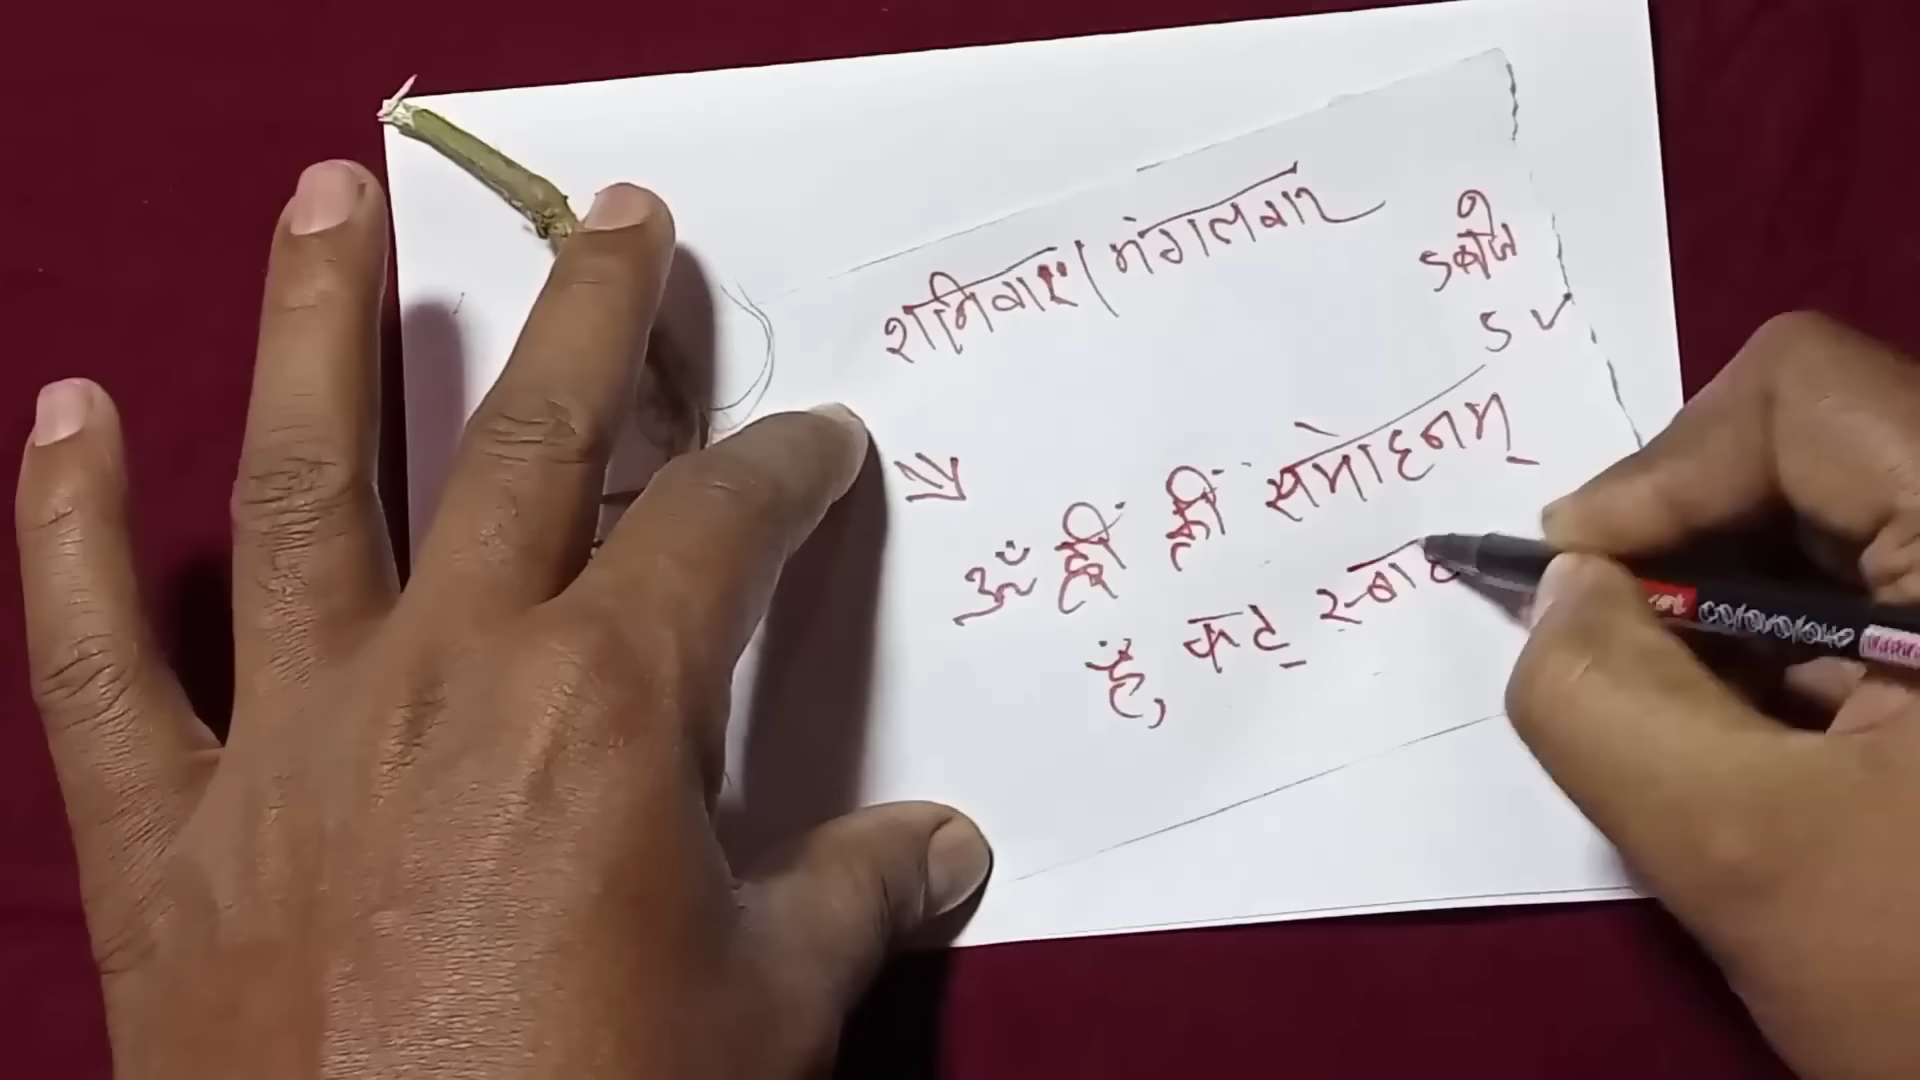 शनिवार / मंगलवार
5 बीज
5 ✓
ॐ ह्रीं क्लीं समोहनम्
हूं, फट् स्वाह